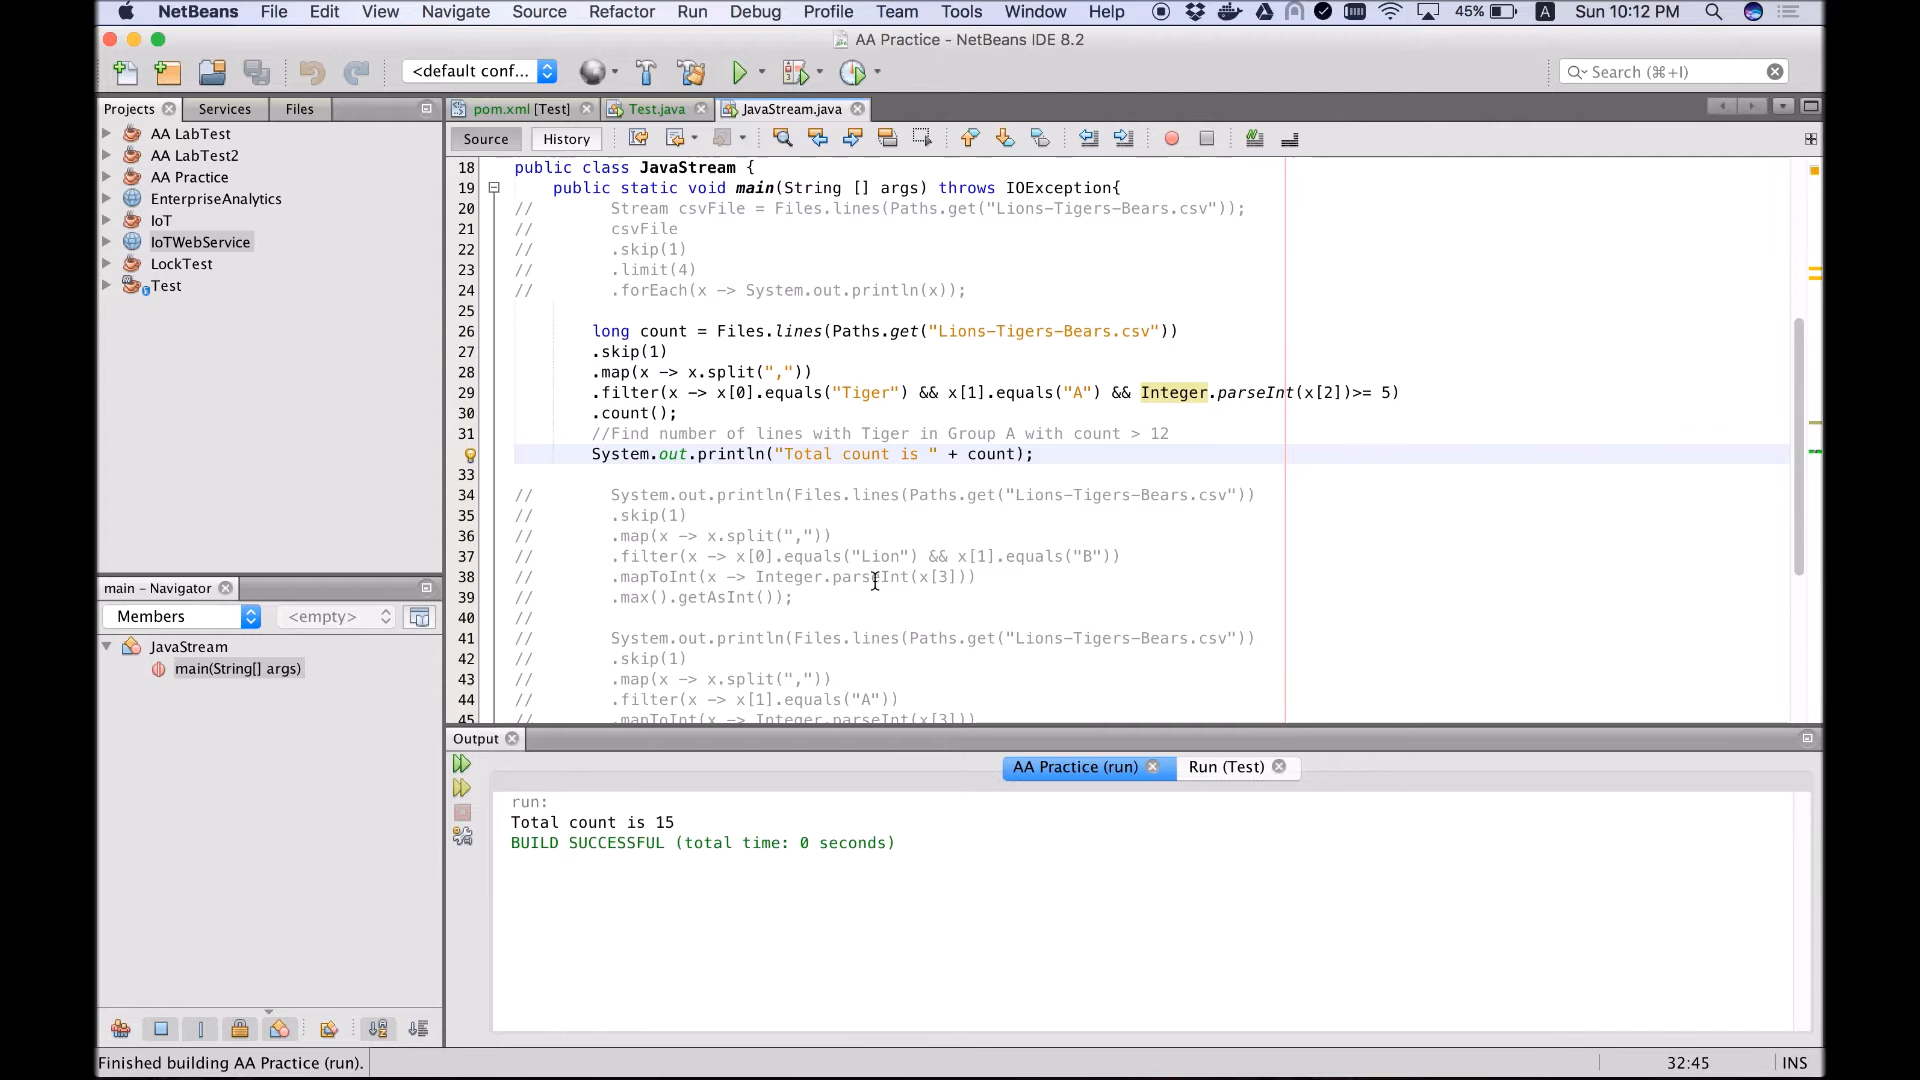 NetBeans File Edit View Navigate Source Refactor Run Debug Profile Team Tools Window Help 45% A Sun 10:12 PM
AA Practice - NetBeans IDE 8.2
<default conf... Search (⌘+I)
Projects Services Files
pom.xml [Test] Test.java JavaStream.java
Source History
AA LabTest
AA LabTest2
AA Practice
EnterpriseAnalytics
IoT
IoTWebService
LockTest
Test
18 public class JavaStream {
19 public static void main(String [] args) throws IOException{
20 // Stream csvFile = Files.lines(Paths.get("Lions-Tigers-Bears.csv"));
21 // csvFile
22 // .skip(1)
23 // .limit(4)
24 // .forEach(x -> System.out.println(x));
25
26 long count = Files.lines(Paths.get("Lions-Tigers-Bears.csv"))
27 .skip(1)
28 .map(x -> x.split(","))
29 .filter(x -> x[0].equals("Tiger") && x[1].equals("A") && Integer.parseInt(x[2])>= 5)
30 .count();
31 //Find number of lines with Tiger in Group A with count > 12
System.out.println("Total count is " + count);
33
34 // System.out.println(Files.lines(Paths.get("Lions-Tigers-Bears.csv"))
35 // .skip(1)
36 // .map(x -> x.split(","))
37 // .filter(x -> x[0].equals("Lion") && x[1].equals("B"))
38 // .mapToInt(x -> Integer.parseInt(x[3]))
39 // .max().getAsInt());
40 //
41 // System.out.println(Files.lines(Paths.get("Lions-Tigers-Bears.csv"))
42 // .skip(1)
43 // .map(x -> x.split(","))
44 // .filter(x -> x[1].equals("A"))
45 // .mapToInt(x -> Integer.parseInt(x[3]))
main - Navigator
Members <empty>
JavaStream
main(String[] args)
Output
AA Practice (run) Run (Test)
run:
Total count is 15
BUILD SUCCESSFUL (total time: 0 seconds)
Finished building AA Practice (run). 32:45 INS